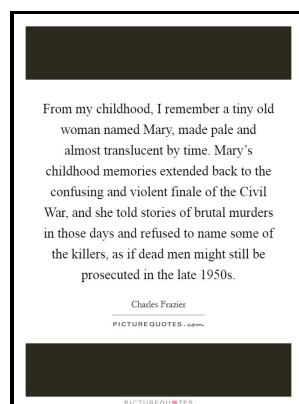 From my childhood, I remember a tiny old
woman named Mary, made pale and
almost translucent by time. Mary's
childhood memories extended back to the
confusing and violent finale of the Civil
War, and she told stories of brutal murders
in those days and refused to name some of
the killers, as if dead men might still be
prosecuted in the late 1950s.
Charles Frazier
PICTUREQUOTES.com
PICTUREQUOTES